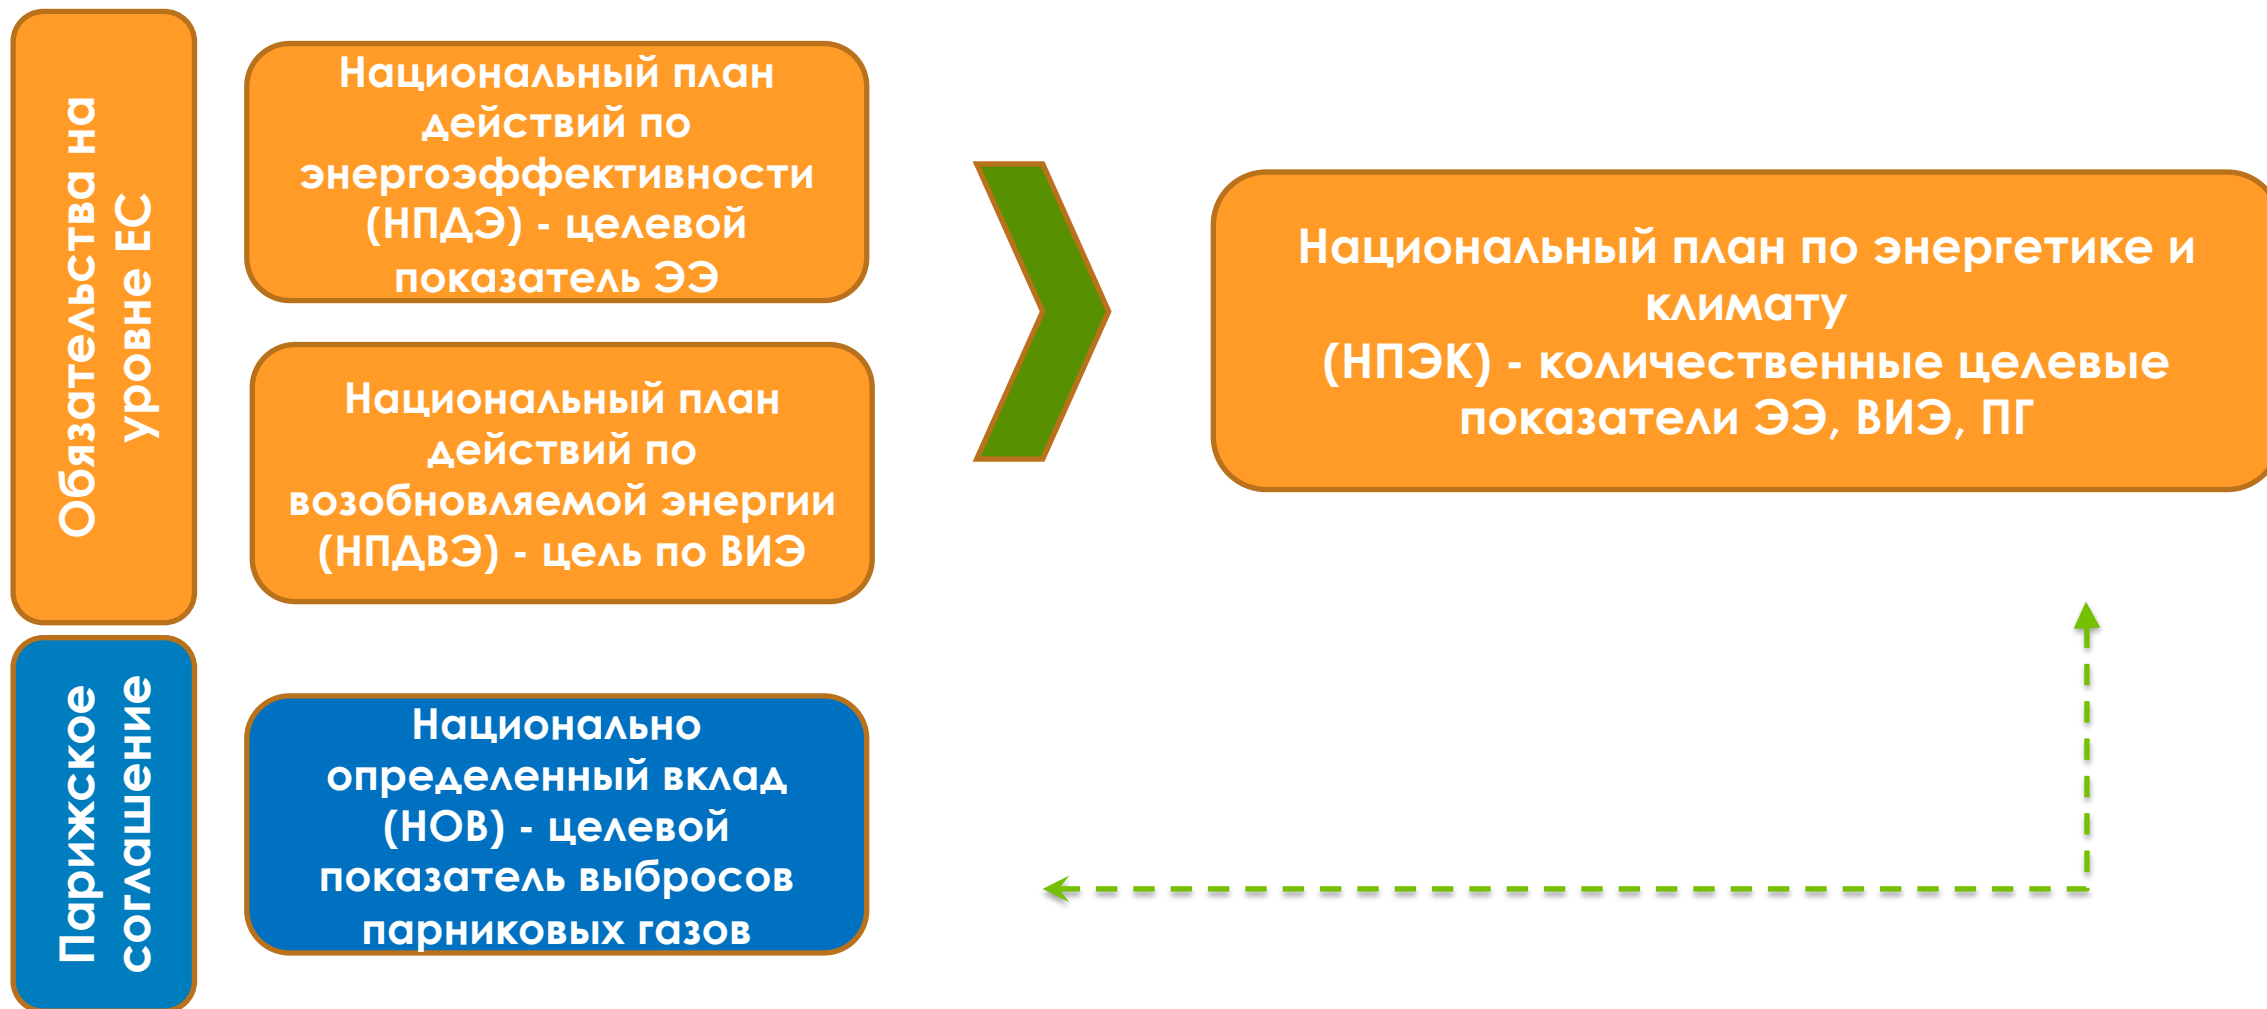 Обязательства на
уровне ЕС
Национальный план
действий по
энергоэффективности
(НПДЭ) - целевой
показатель ЭЭ
Национальный план
действий по
возобновляемой энергии
(НПДВЭ) - цель по ВИЭ
Национальный план по энергетике и
климату
(НПЭК) - количественные целевые
показатели ЭЭ, ВИЭ, ПГ
Парижское
соглашение
Национально
определенный вклад
(НОВ) - целевой
показатель выбросов
парниковых газов